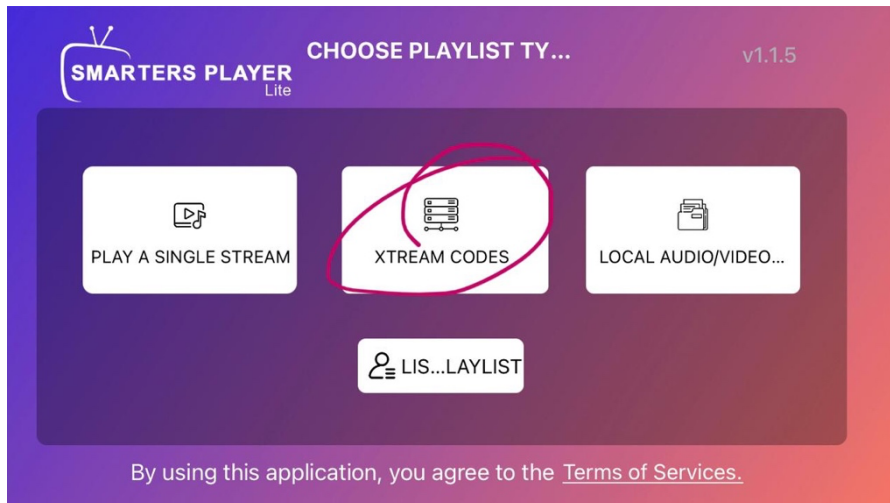 SMARTERS PLAYER
Lite
CHOOSE PLAYLIST TY...
v1.1.5
PLAY A SINGLE STREAM
XTREAM CODES
LOCAL AUDIO/VIDEO...
LIS...LAYLIST
By using this application, you agree to the Terms of Services.